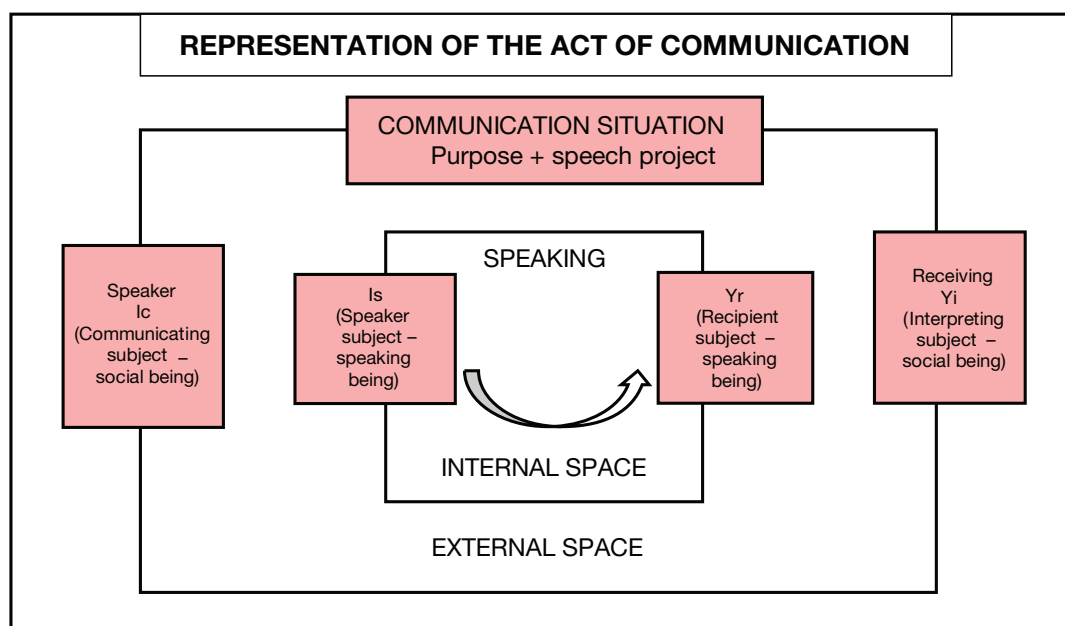 REPRESENTATION OF THE ACT OF COMMUNICATION
COMMUNICATION SITUATION
Purpose + speech project
SPEAKING
Speaker
Ic
(Communicating
subject –
social being)
Is
(Speaker
subject –
speaking
being)
Yr
(Recipient
subject –
speaking
being)
Receiving
Yi
(Interpreting
subject –
social being)
INTERNAL SPACE
EXTERNAL SPACE